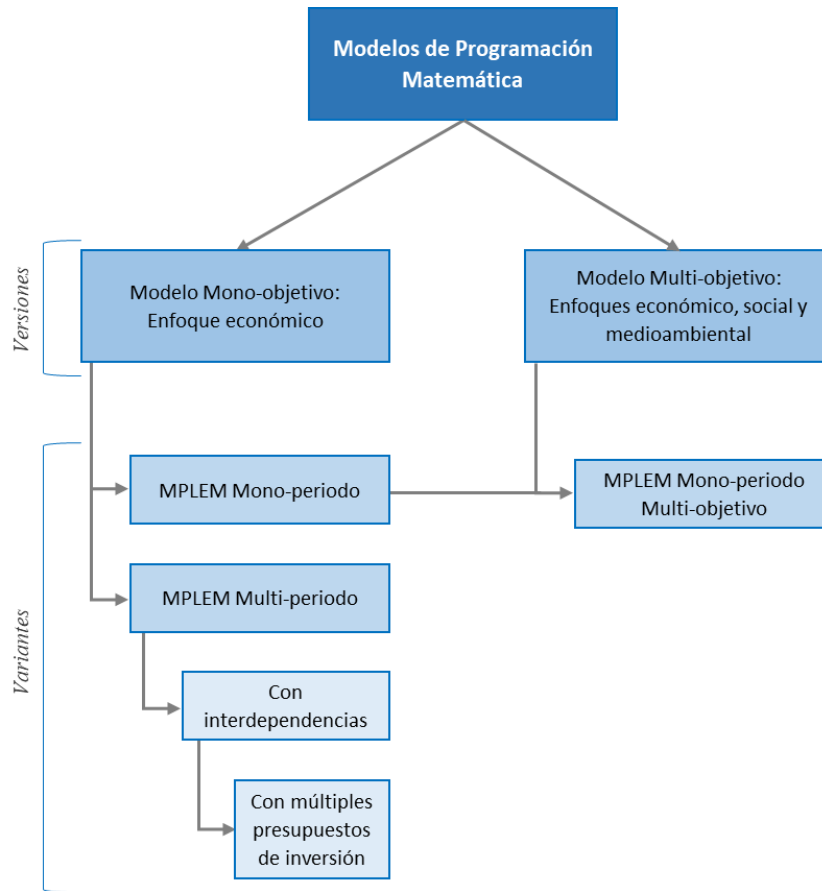 Modelos de Programación
Matemática
Versiones
Modelo Mono-objetivo:
Enfoque económico
Modelo Multi-objetivo:
Enfoques económico, social y
medioambiental
Variantes
MPLEM Mono-periodo
MPLEM Mono-periodo
Multi-objetivo
MPLEM Multi-periodo
Con
interdependencias
Con múltiples
presupuestos
de inversión